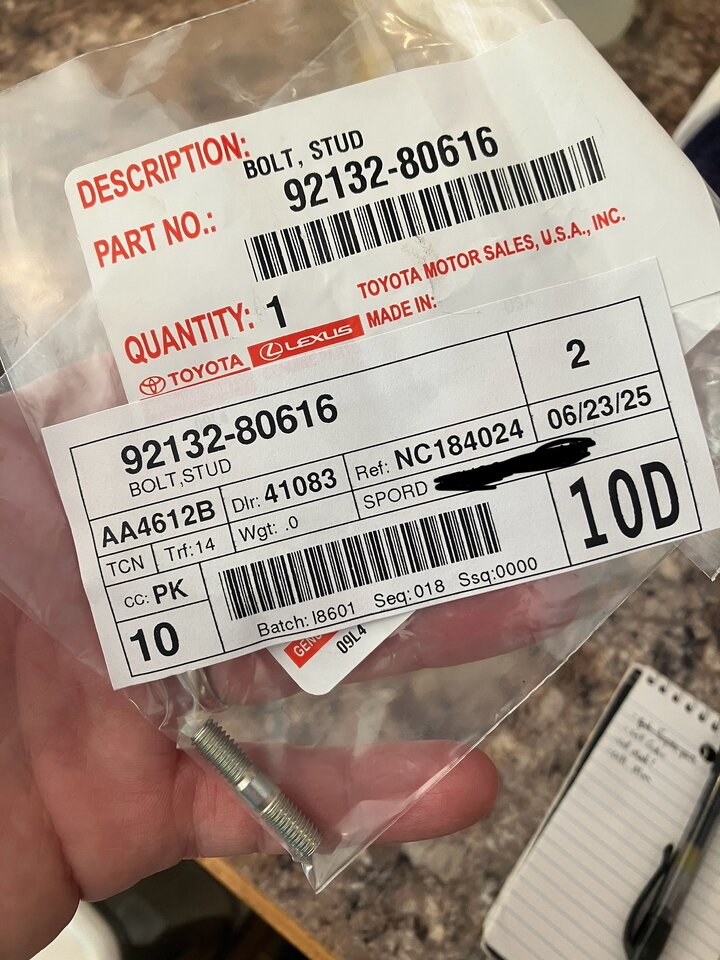 DESCRIPTION: BOLT, STUD
PART NO.: 92132-80616
QUANTITY: 1
TOYOTA MOTOR SALES, U.S.A., INC.
MADE IN:
TOYOTA LEXUS
92132-80616
BOLT,STUD
2
AA4612B
Dlr: 41083
Ref: NC184024
06/23/25
TCN
Trf:14
Wgt: .0
SPORD
10D
CC: PK
10
Batch: I8601 Seq:018 Ssq:0000
GENU
09L4